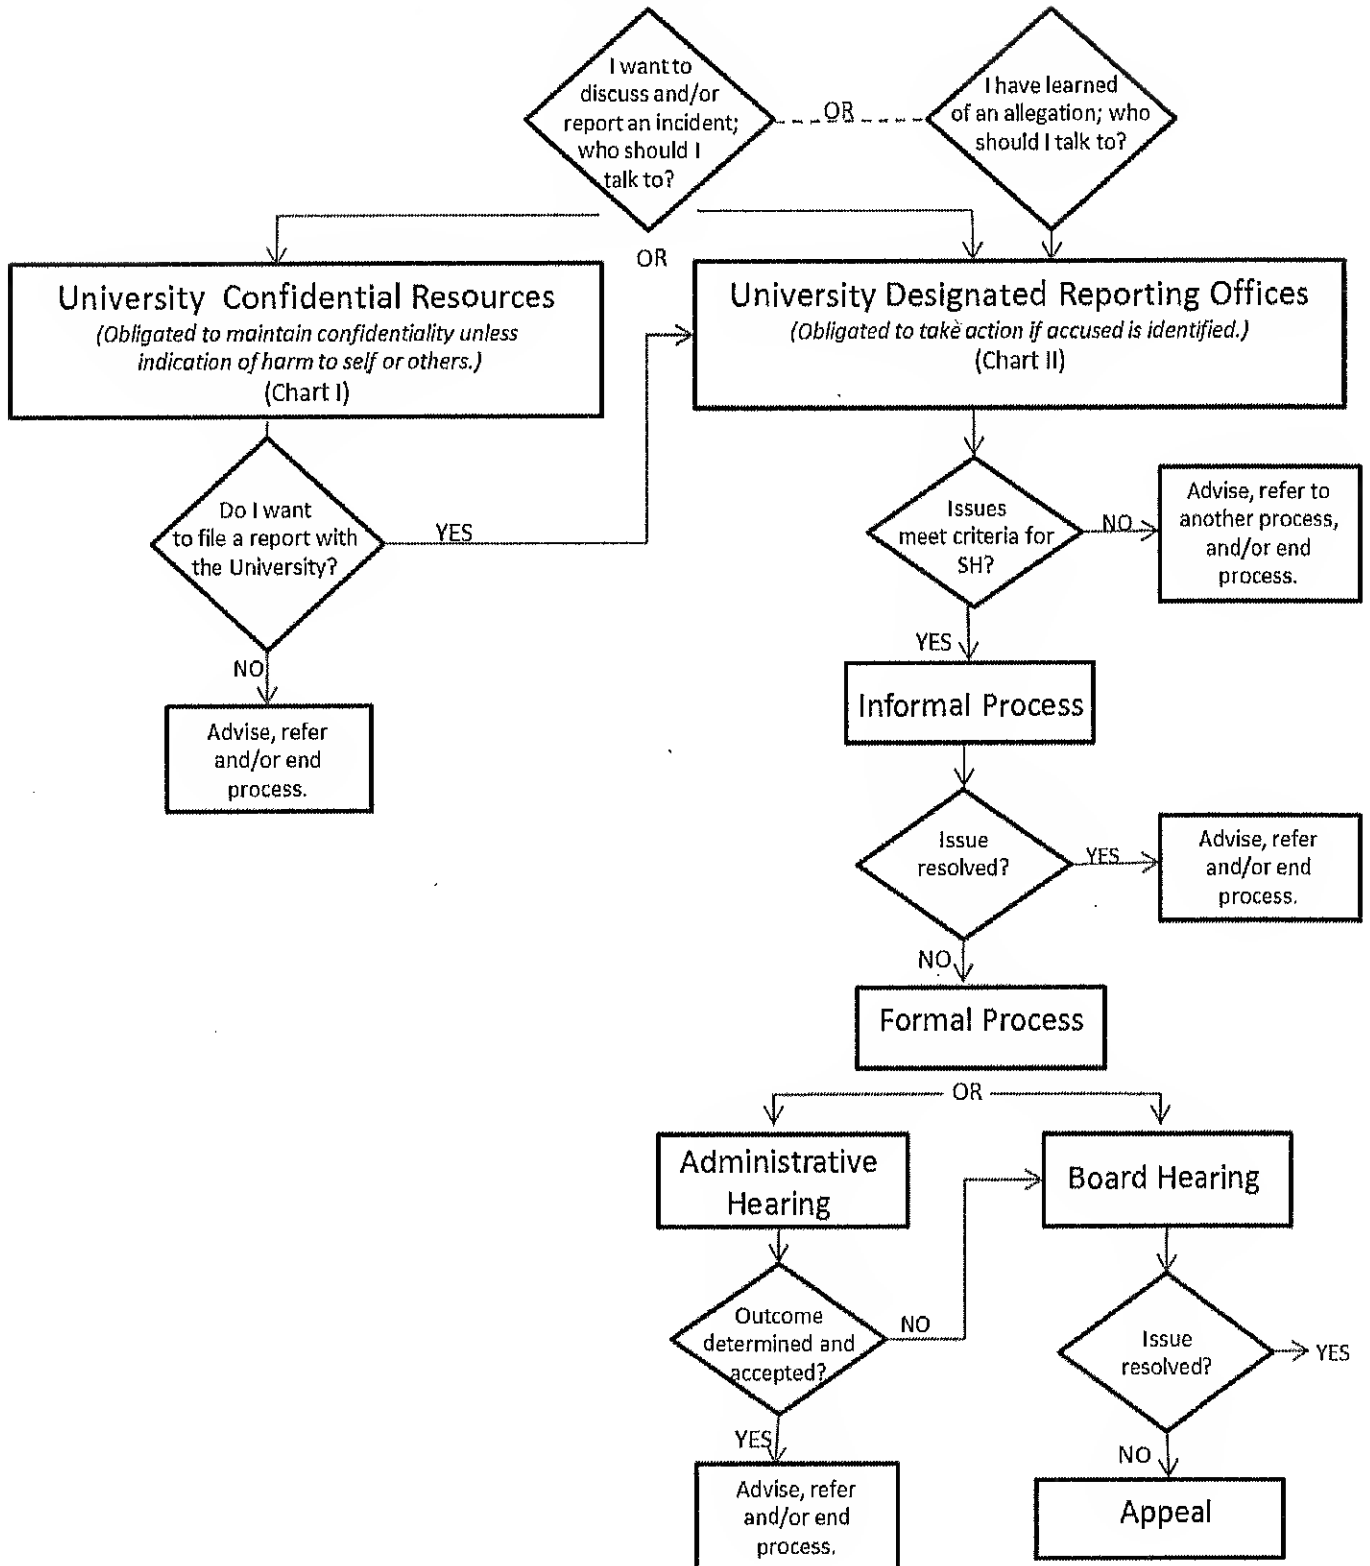 I want to
discuss and/or
report an incident;
who should I
talk to?
OR
I have learned
of an allegation; who
should I talk to?
OR
University Confidential Resources
(Obligated to maintain confidentiality unless
indication of harm to self or others.)
(Chart I)
University Designated Reporting Offices
(Obligated to take action if accused is identified.)
(Chart II)
Do I want
to file a report with
the University?
YES
NO
Advise, refer
and/or end
process.
Issues
meet criteria for
SH?
NO
Advise, refer to
another process,
and/or end
process.
YES
Informal Process
Issue
resolved?
YES
Advise, refer
and/or end
process.
NO
Formal Process
OR
Administrative
Hearing
Board Hearing
Outcome
determined and
accepted?
NO
YES
Advise, refer
and/or end
process.
Issue
resolved?
YES
NO
Appeal